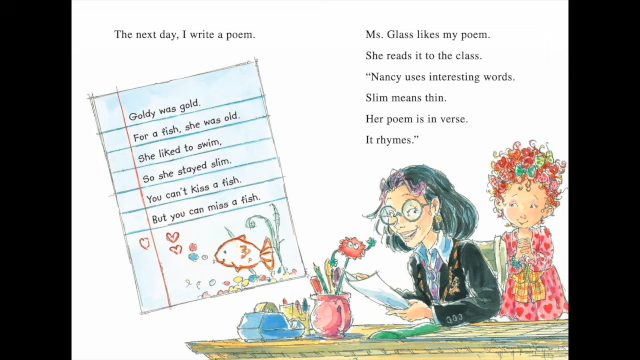 The next day, I write a poem.
Goldy was gold.
For a fish, she was old.
She liked to swim,
So she stayed slim.
You can't kiss a fish.
But you can miss a fish.
Ms. Glass likes my poem.
She reads it to the class.
“Nancy uses interesting words.
Slim means thin.
Her poem is in verse.
It rhymes.”